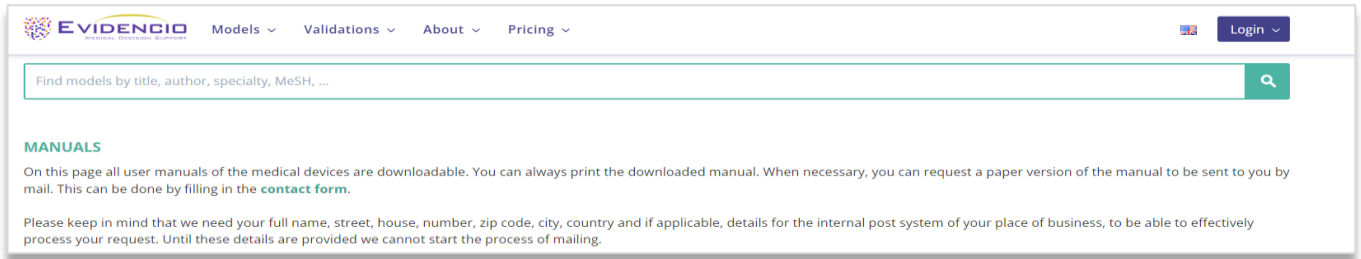 EVIDENCIO
MEDICAL DECISION SUPPORT
Models
Validations
About
Pricing
Login
Find models by title, author, specialty, MeSH, ...
MANUALS
On this page all user manuals of the medical devices are downloadable. You can always print the downloaded manual. When necessary, you can request a paper version of the manual to be sent to you by
mail. This can be done by filling in the contact form.
Please keep in mind that we need your full name, street, house, number, zip code, city, country and if applicable, details for the internal post system of your place of business, to be able to effectively
process your request. Until these details are provided we cannot start the process of mailing.